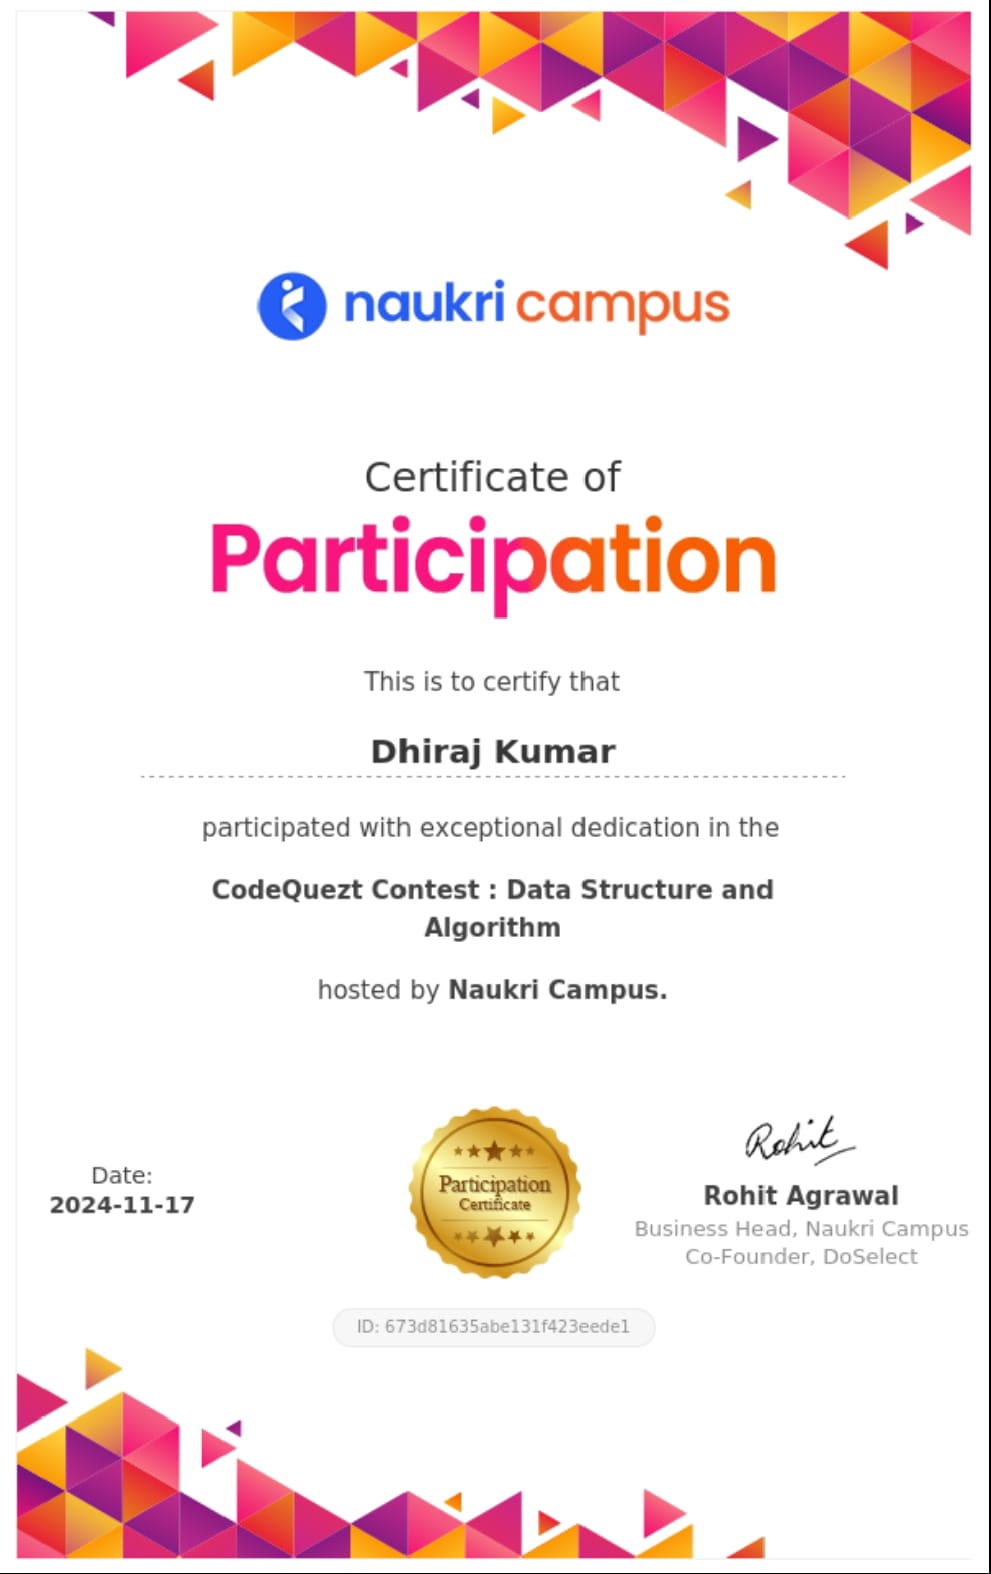 naukri campus
Certificate of
Participation
This is to certify that
Dhiraj Kumar
participated with exceptional dedication in the
CodeQuezt Contest : Data Structure and
Algorithm
hosted by Naukri Campus.
Date:
2024-11-17
Participation
Certificate
Rohit
Rohit Agrawal
Business Head, Naukri Campus
Co-Founder, DoSelect
ID: 673d81635abe131f423eede1